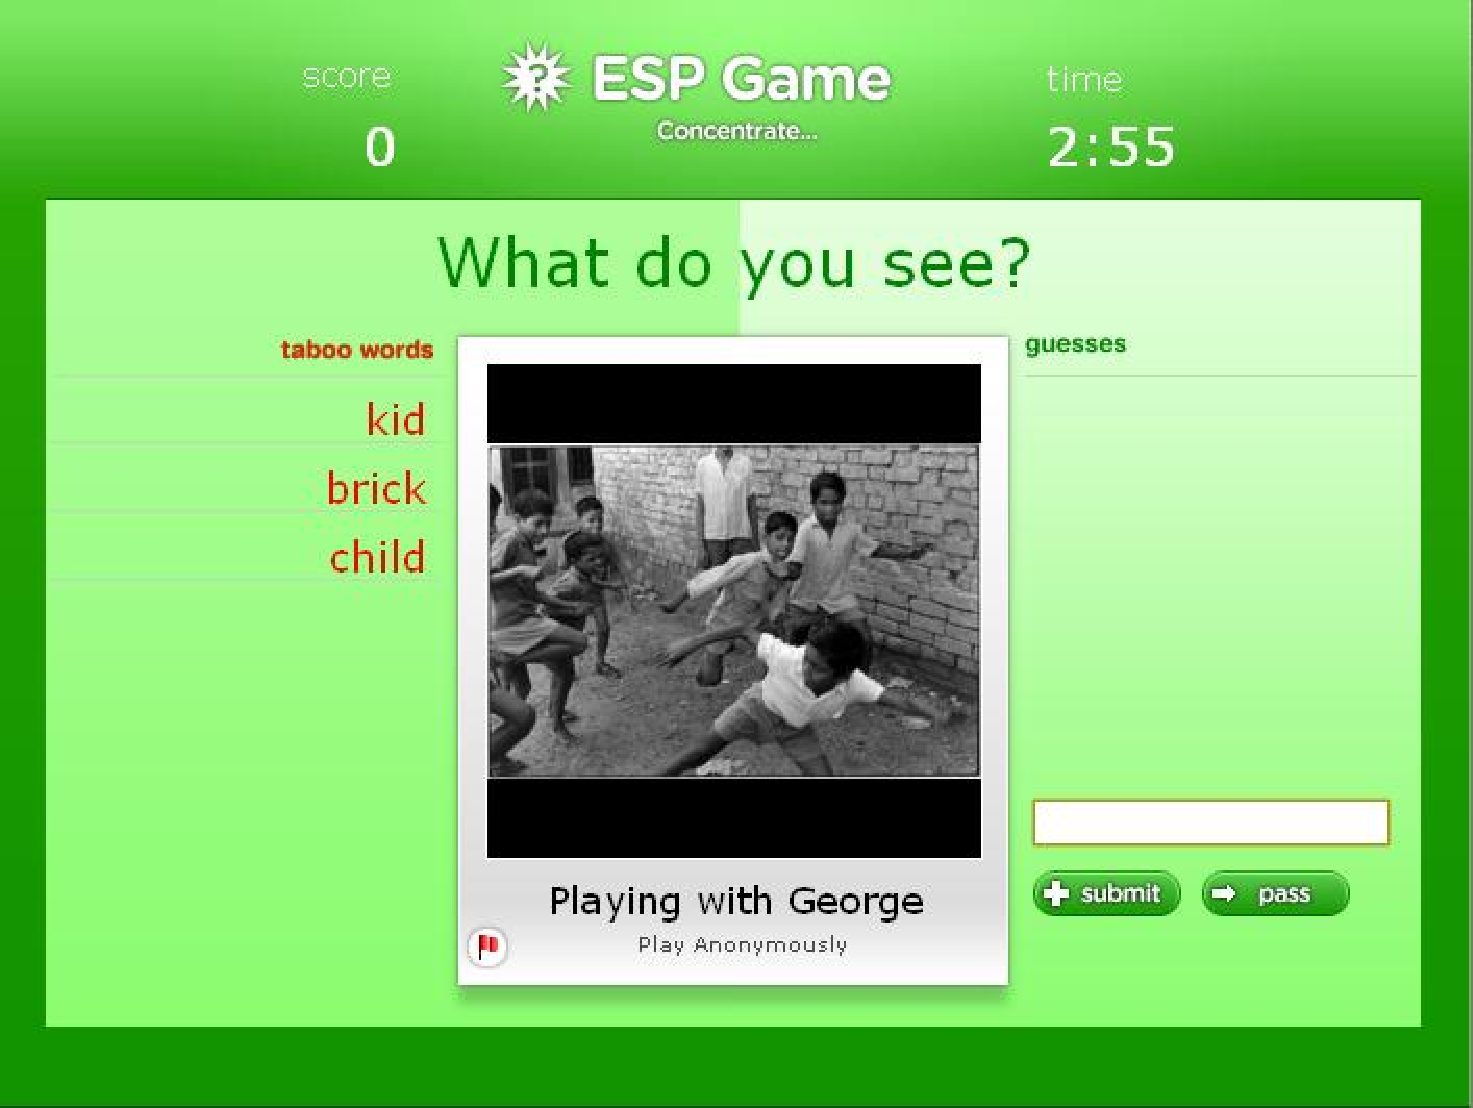 score
ESP Game
time
Concentrate...
0
2:55
What do you see?
taboo words
guesses
kid
brick
child
submit
pass
Playing with George
Play Anonymously